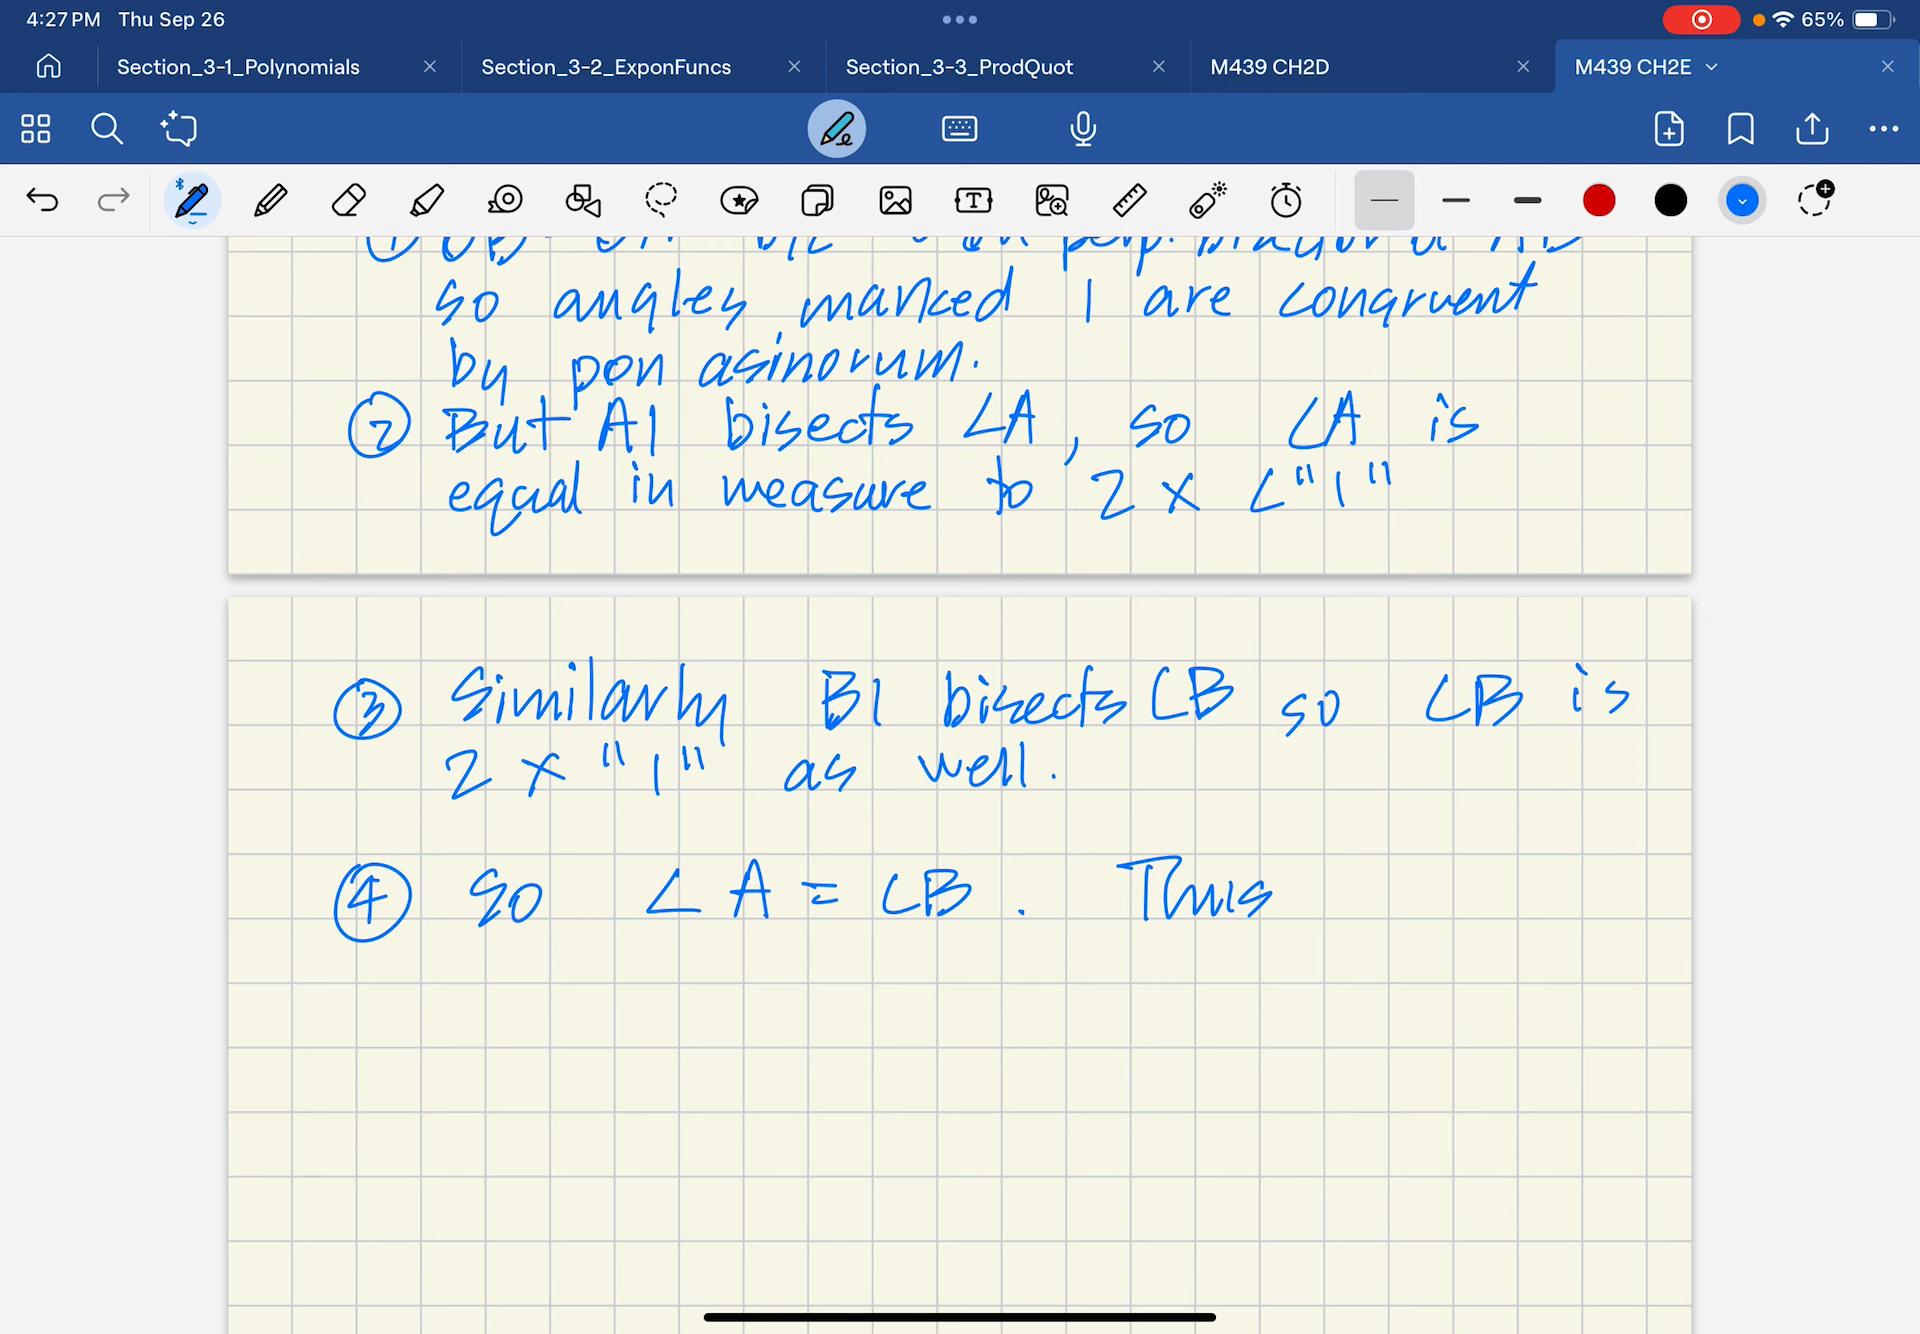 4:27 PM Thu Sep 26
65%
Section_3-1_Polynomials
Section_3-2_ExponFuncs
Section_3-3_ProdQuot
M439 CH2D
M439 CH2E
so angles marked 1 are congruent
by pon asinorum.
② But AI bisects ∠A, so ∠A is
equal in measure to 2 × ∠"1"
③ Similarly BI bisects ∠B so ∠B is
2 × "1" as well.
④ So ∠A = ∠B. Thus